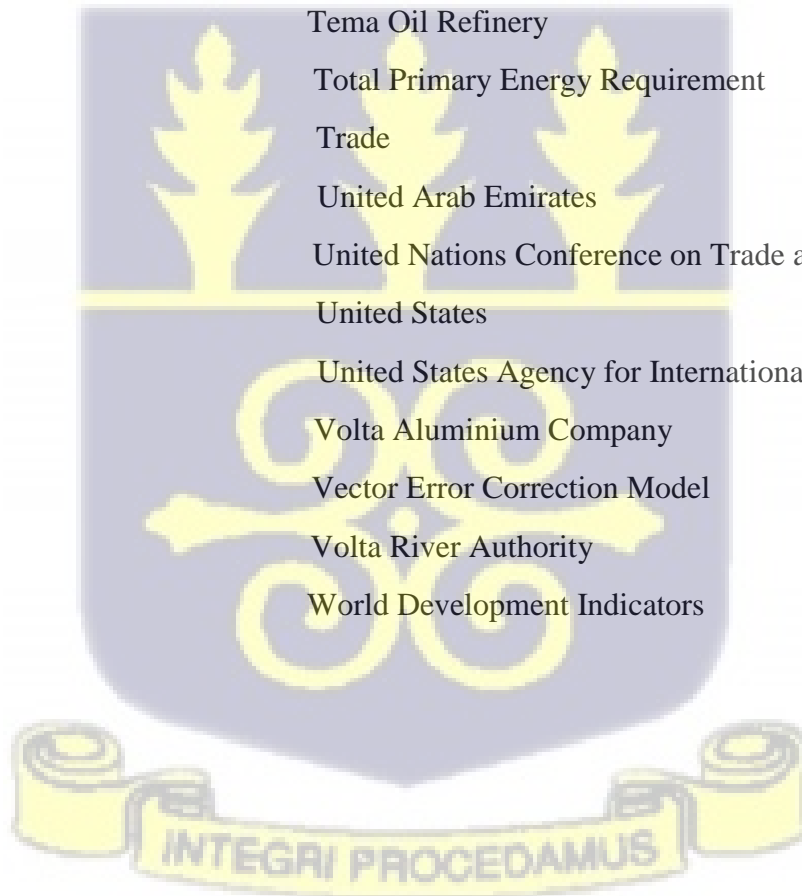 Tema Oil Refinery
Total Primary Energy Requirement
Trade
United Arab Emirates
United Nations Conference on Trade a
United States
United States Agency for Internationa
Volta Aluminium Company
Vector Error Correction Model
Volta River Authority
World Development Indicators
INTEGRI PROCEDAMUS